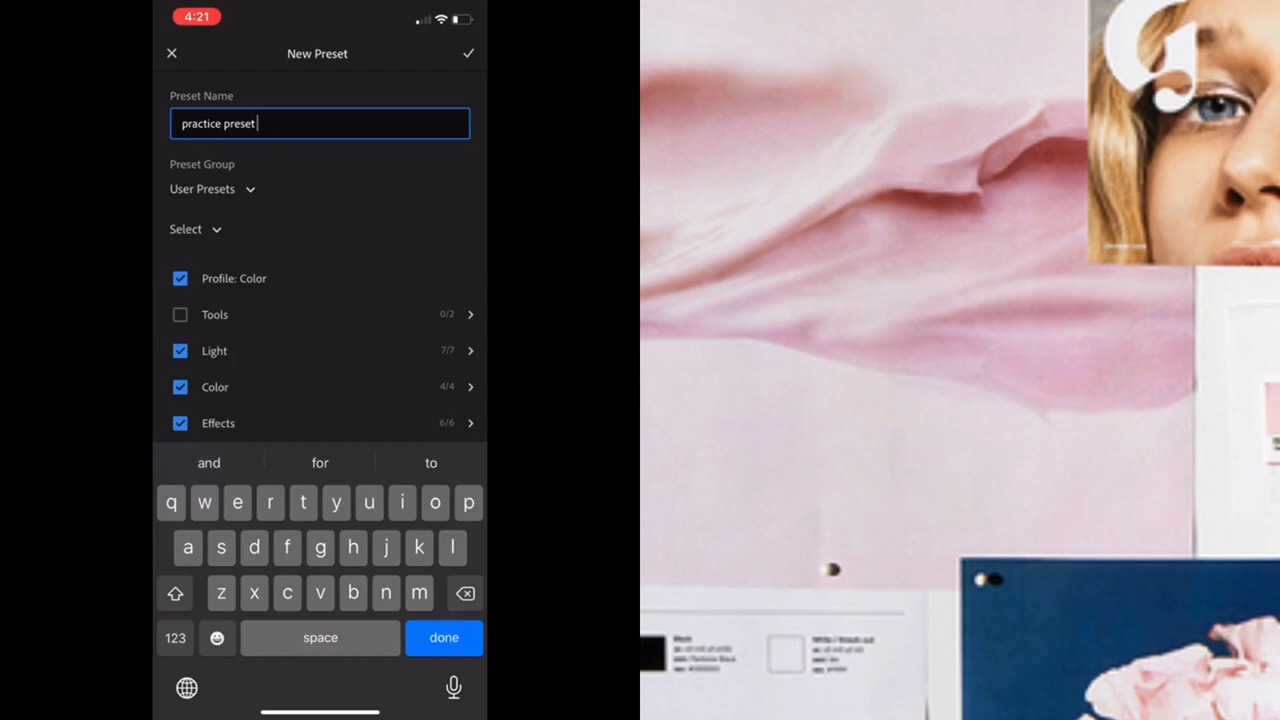 4:21
New Preset
Preset Name
practice preset
Preset Group
User Presets
Select
Profile: Color
Tools 0/2
Light 7/7
Color 4/4
Effects 6/6
and for to
q w e r t y u i o p
a s d f g h j k l
z x c v b n m
123 space done
G